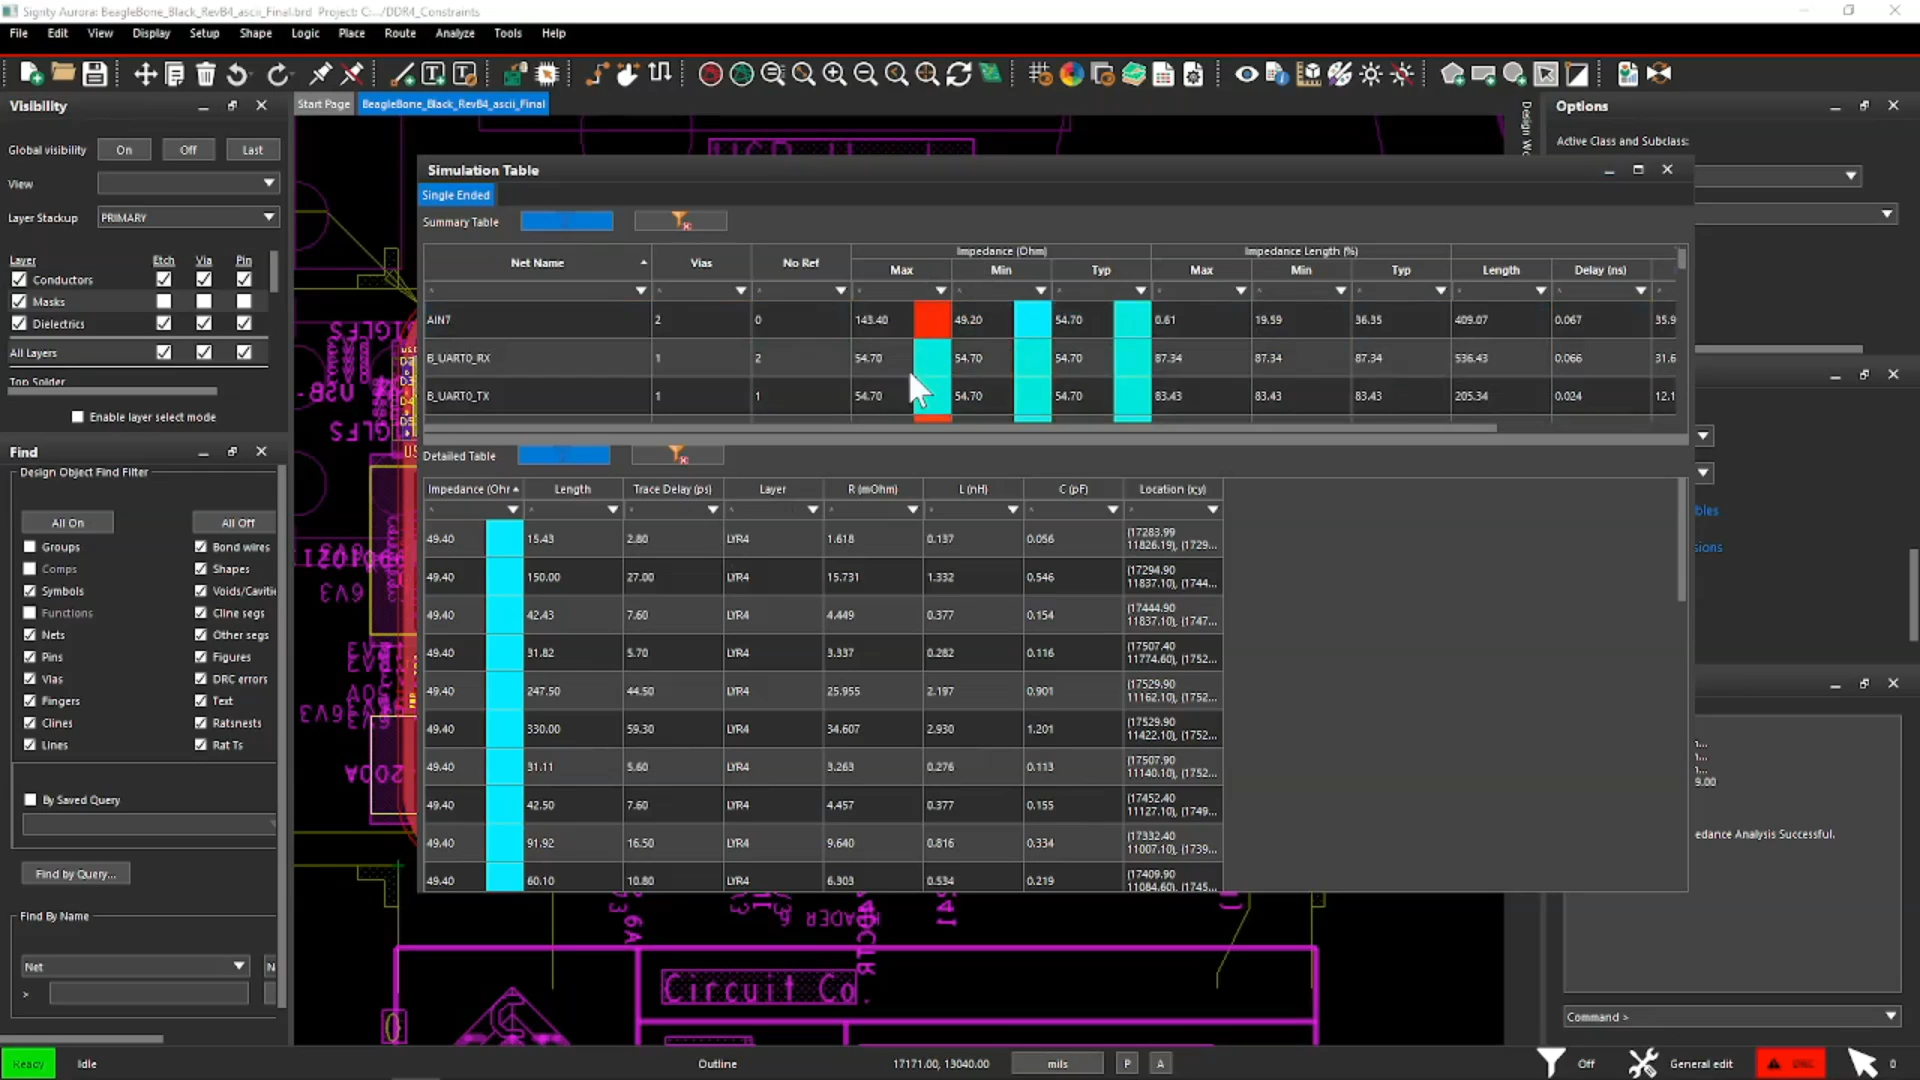 Sigrity Aurora: BeagleBone_Black_RevB4_ascii_Final.brd Project: C:.../DDR4_Constraints
File Edit View Display Setup Shape Logic Place Route Analyze Tools Help
Visibility
Start Page BeagleBone_Black_RevB4_ascii_Final
Options
Global visibility On Off Last
Active Class and Subclass:
View
Layer Stackup PRIMARY
Layer Etch Via Pin
Conductors
Masks
Dielectrics
All Layers
Top Solder
Enable layer select mode
Find
Design Object Find Filter
All On All Off
Groups Bond wires
Comps Shapes
Symbols
Functions Cline segs
Nets Other segs
Pins Figures
Vias DRC errors
Fingers Text
Clines Ratsnests
Lines Rat Ts
By Saved Query
Find by Query...
Find By Name
Net
>
Simulation Table
Single Ended
Summary Table
Net Name Vias No Ref Impedance (Ohm) Impedance Length (%)
Max Min Typ Max Min Typ Length Delay (ns)
AIN7 2 0 143.40 49.20 54.70 0.61 19.59 36.35 409.07 0.067 35.9
B_UART0_RX 1 2 54.70 54.70 54.70 87.34 87.34 87.34 536.43 0.066 31.6
B_UART0_TX 1 1 54.70 54.70 54.70 83.43 83.43 83.43 205.34 0.024 12.1
Detailed Table
Impedance (Ohr Length Trace Delay (ps) Layer R (mOhm) L (nH) C (pF) Location (x;y)
49.40 15.43 2.80 LYR4 1.618 0.137 0.056 (17283.99 11826.19), (1729...
49.40 150.00 27.00 LYR4 15.731 1.332 0.546 (17294.90 11837.10), (1744...
49.40 42.43 7.60 LYR4 4.449 0.377 0.154 (17444.90 11837.10), (1747...
49.40 31.82 5.70 LYR4 3.337 0.282 0.116 (17507.40 11774.60), (1752...
49.40 247.50 44.50 LYR4 25.955 2.197 0.901 (17529.90 11162.10), (1752...
49.40 330.00 59.30 LYR4 34.607 2.930 1.201 (17529.90 11422.10), (1752...
49.40 31.11 5.60 LYR4 3.263 0.276 0.113 (17507.90 11140.10), (1752...
49.40 42.50 7.60 LYR4 4.457 0.377 0.155 (17452.40 11127.10), (1749...
49.40 91.92 16.50 LYR4 9.640 0.816 0.334 (17332.40 11007.10), (1739...
49.40 60.10 10.80 LYR4 6.303 0.534 0.219 (17409.90 11084.60), (1745...
9.00
edance Analysis Successful.
Circuit Co.
Command >
Ready Idle Outline 17171.00, 13040.00 mils P A Off General edit DRC 0